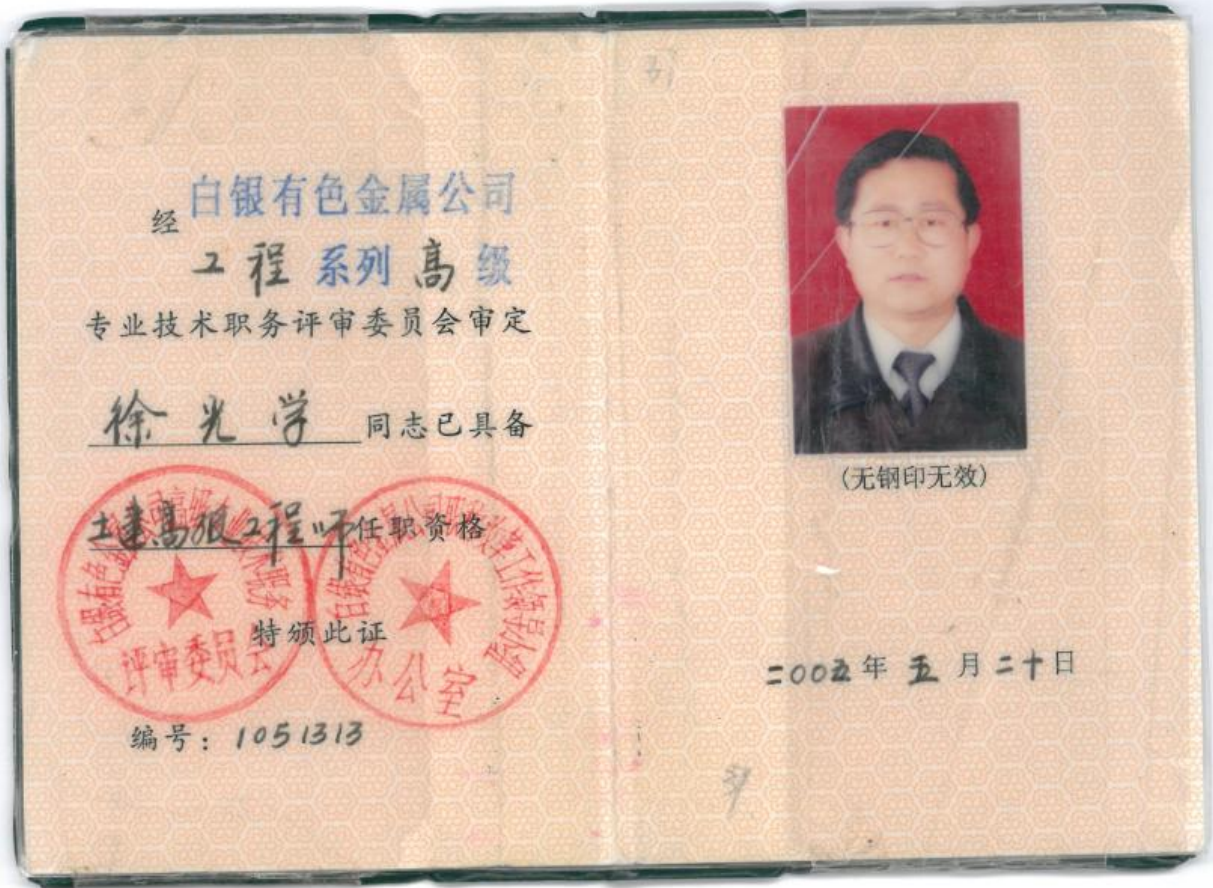 经 白银有色金属公司
工程 系列 高 级
专业技术职务评审委员会审定
徐光学 同志已具备
土建高级工程师 任职资格
特颁此证
评审委员会
办公室
编号：1051313
(无钢印无效)
二00五年 五 月 二十日